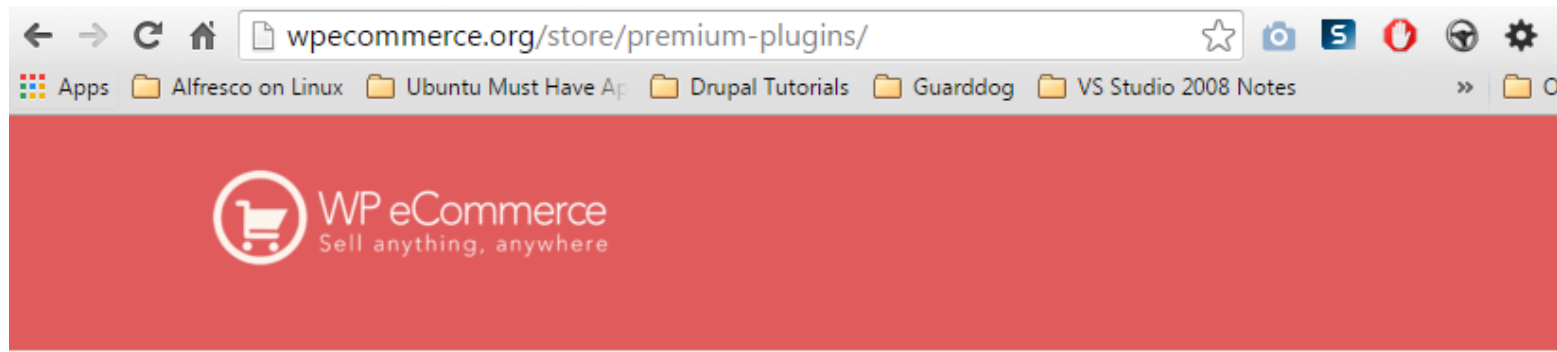 wpecommerce.org/store/premium-plugins/
Apps Alfresco on Linux Ubuntu Must Have Ap Drupal Tutorials Guarddog VS Studio 2008 Notes » O
WP eCommerce
Sell anything, anywhere